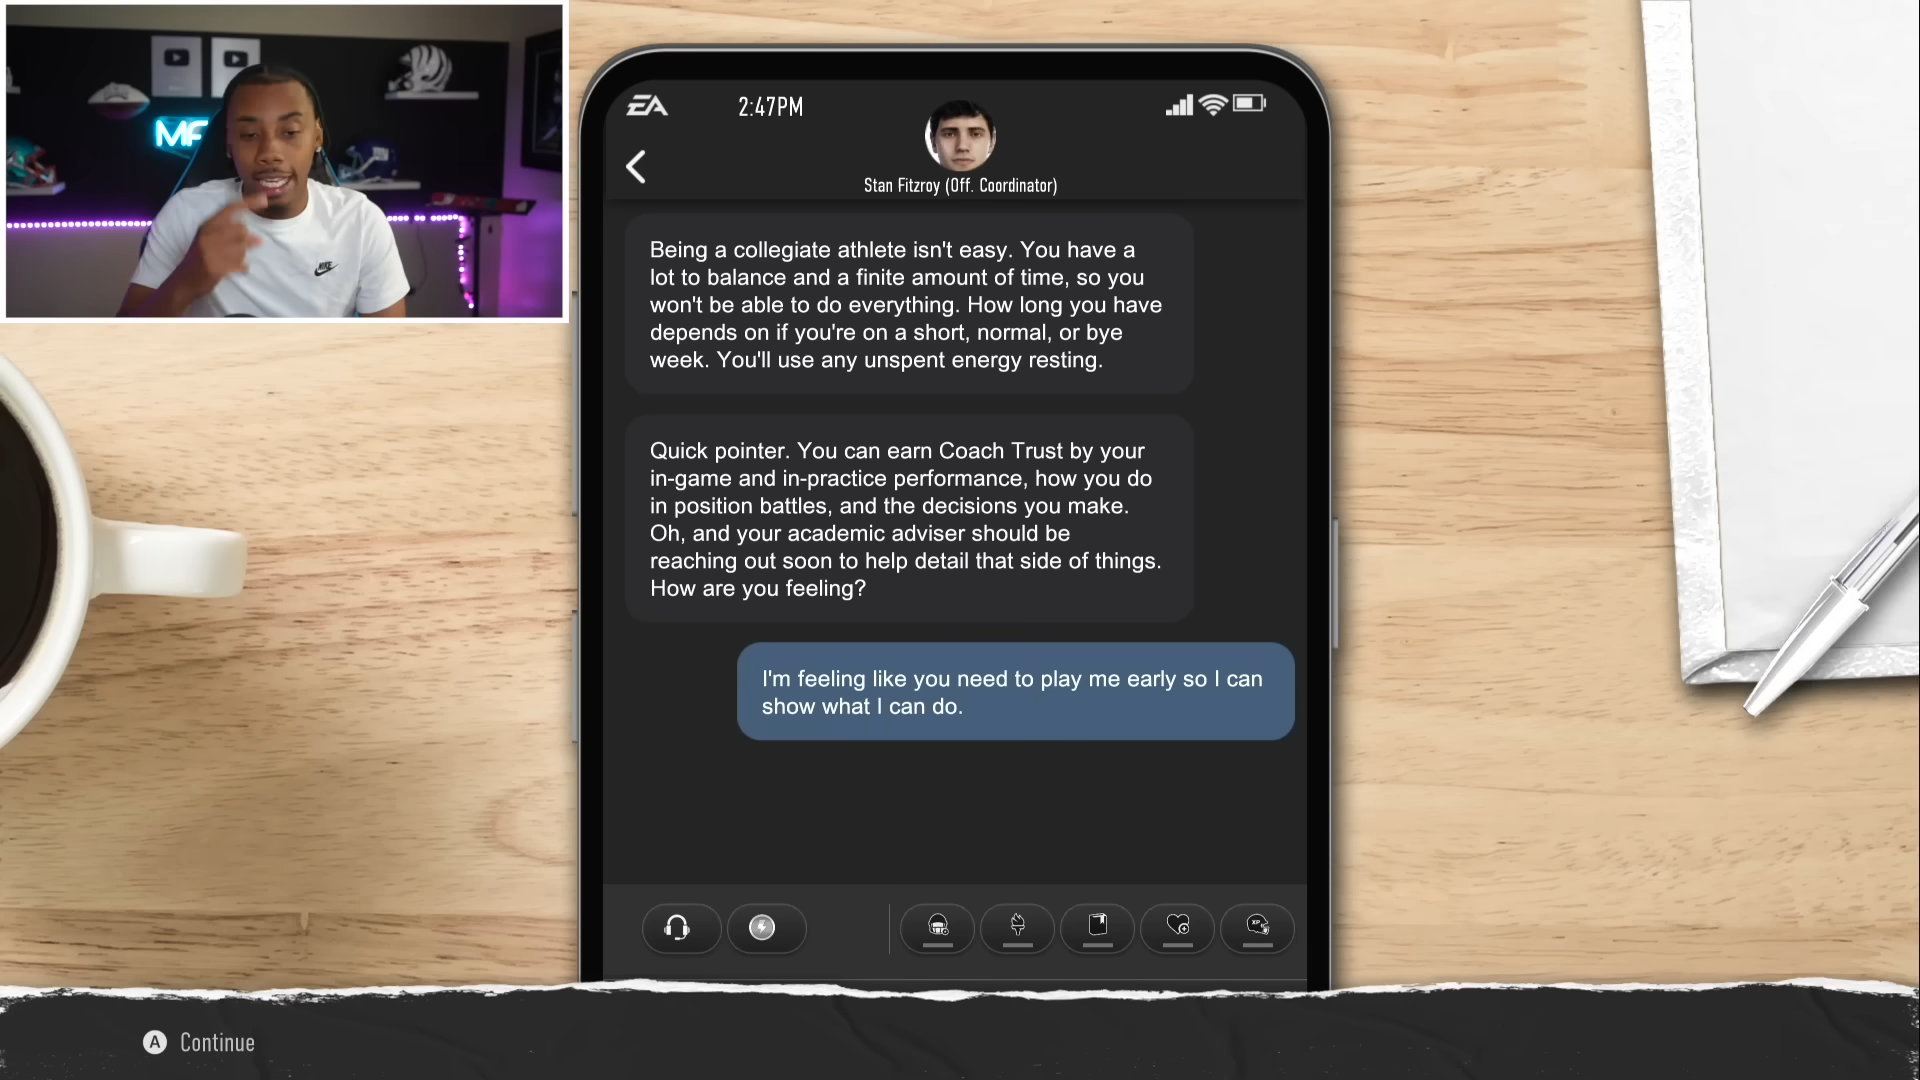 MF
NIKE
EA
2:47PM
Stan Fitzroy (Off. Coordinator)
Being a collegiate athlete isn't easy. You have a
lot to balance and a finite amount of time, so you
won't be able to do everything. How long you have
depends on if you're on a short, normal, or bye
week. You'll use any unspent energy resting.
Quick pointer. You can earn Coach Trust by your
in-game and in-practice performance, how you do
in position battles, and the decisions you make.
Oh, and your academic adviser should be
reaching out soon to help detail that side of things.
How are you feeling?
I'm feeling like you need to play me early so I can
show what I can do.
XP
A Continue